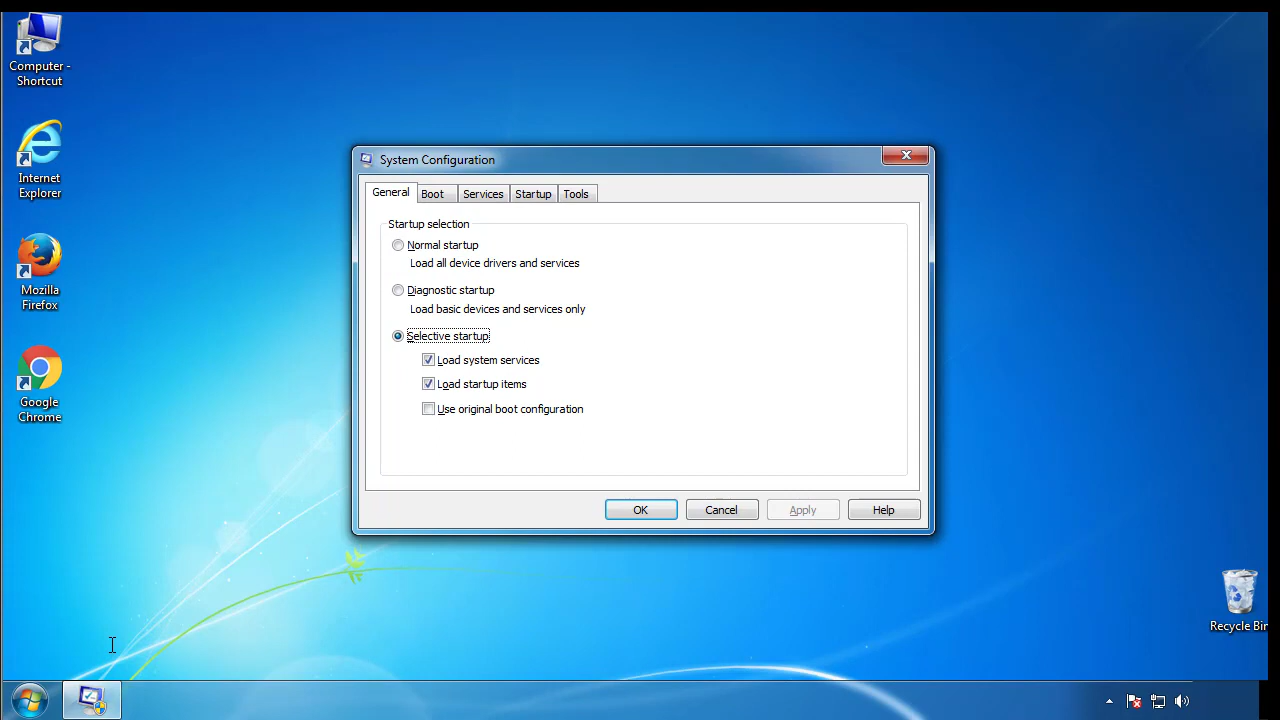 Computer -
Shortcut
Internet
Explorer
Mozilla
Firefox
Google
Chrome
System Configuration
General
Boot
Services
Startup
Tools
Startup selection
Normal startup
Load all device drivers and services
Diagnostic startup
Load basic devices and services only
Selective startup
Load system services
Load startup items
Use original boot configuration
OK
Cancel
Apply
Help
Recycle Bin